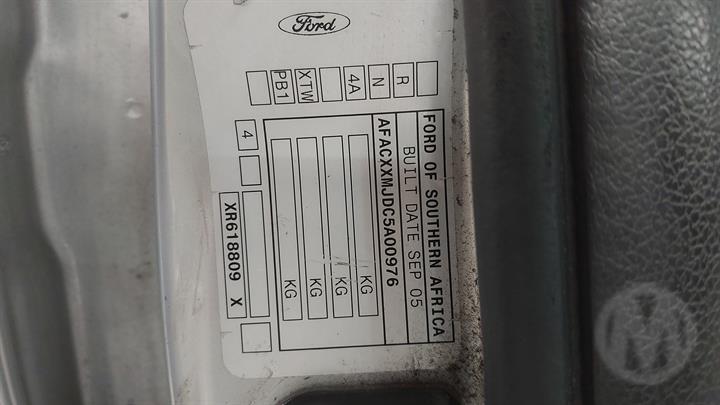 Ford
FORD OF SOUTHERN AFRICA
BUILT DATE SEP 05
AFACXXMJDC5A00976
KG
KG
KG
KG
R
N
4A
XTW
PB1
4
XR618809 X
M